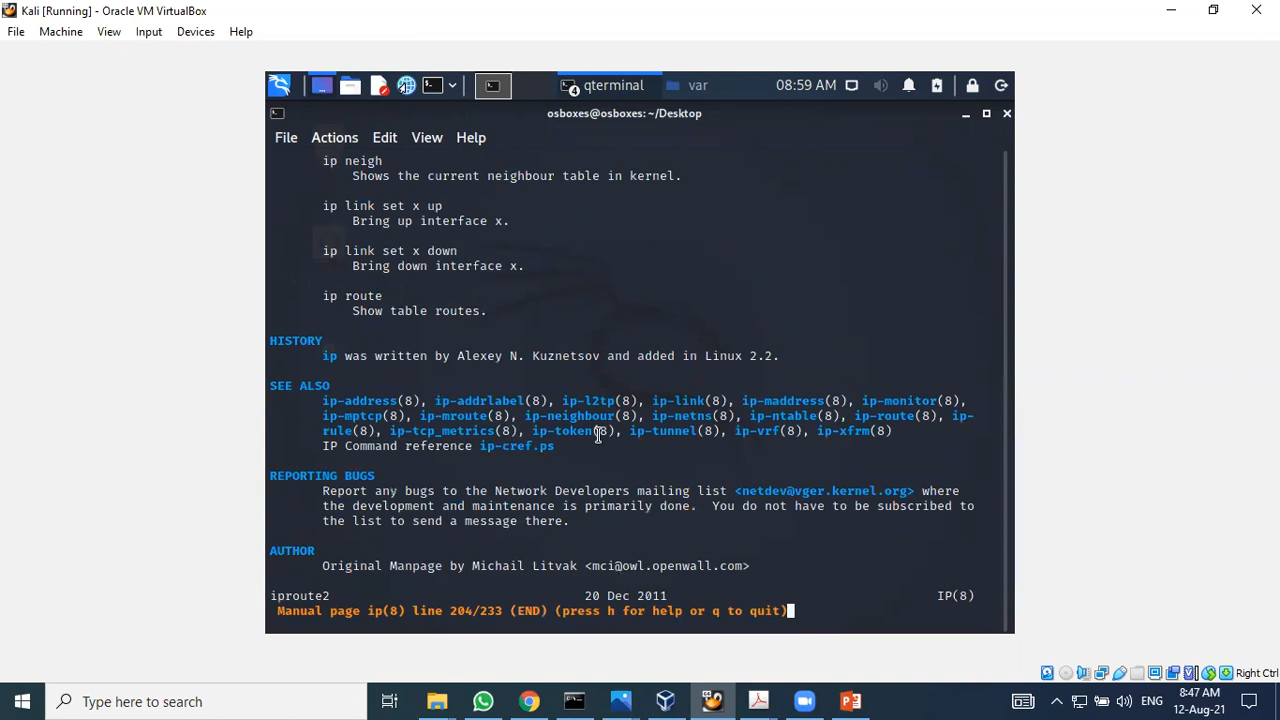 Kali [Running] - Oracle VM VirtualBox
File Machine View Input Devices Help
qterminal var 08:59 AM
4
osboxes@osboxes: ~/Desktop
File Actions Edit View Help
ip neigh
Shows the current neighbour table in kernel.
ip link set x up
Bring up interface x.
ip link set x down
Bring down interface x.
ip route
Show table routes.
HISTORY
ip was written by Alexey N. Kuznetsov and added in Linux 2.2.
SEE ALSO
ip-address(8), ip-addrlabel(8), ip-l2tp(8), ip-link(8), ip-maddress(8), ip-monitor(8),
ip-mptcp(8), ip-mroute(8), ip-neighbour(8), ip-netns(8), ip-ntable(8), ip-route(8), ip-
rule(8), ip-tcp_metrics(8), ip-token(8), ip-tunnel(8), ip-vrf(8), ip-xfrm(8)
IP Command reference ip-cref.ps
REPORTING BUGS
Report any bugs to the Network Developers mailing list <netdev@vger.kernel.org> where
the development and maintenance is primarily done. You do not have to be subscribed to
the list to send a message there.
AUTHOR
Original Manpage by Michail Litvak <mci@owl.openwall.com>
iproute2 20 Dec 2011 IP(8)
Manual page ip(8) line 204/233 (END) (press h for help or q to quit)
Right Ctrl
Type here to search
ENG
8:47 AM
12-Aug-21